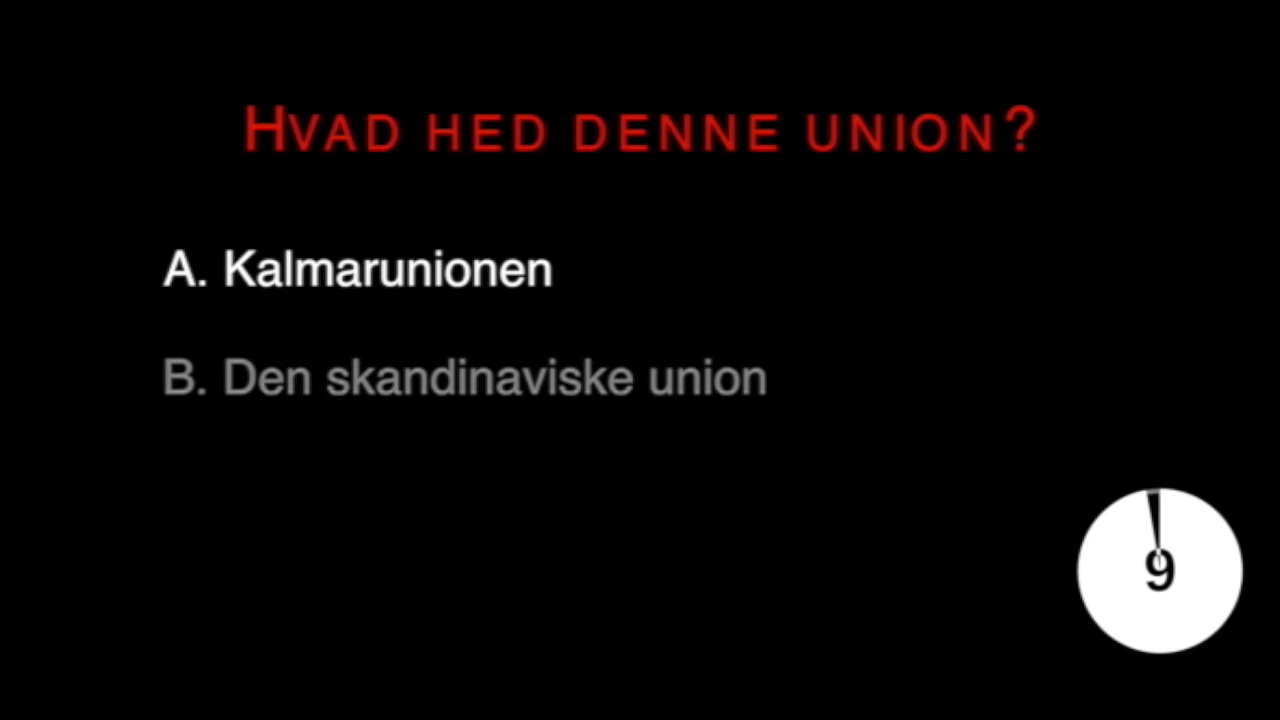 HVAD HED DENNE UNION?
A. Kalmarunionen
B. Den skandinaviske union
9